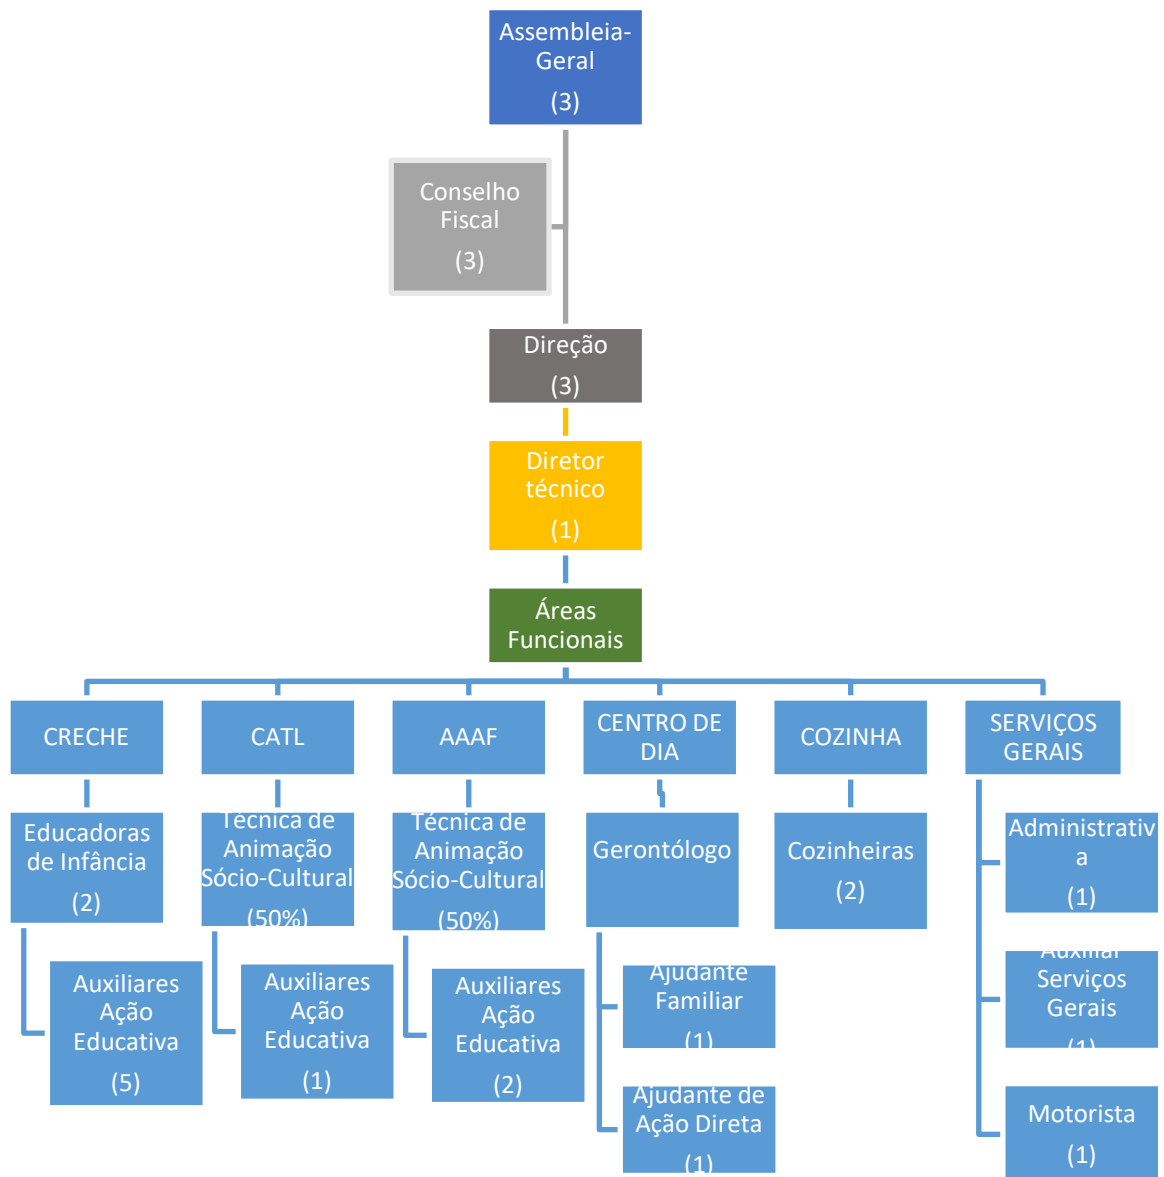 Assembleia-
Geral
(3)
Conselho
Fiscal
(3)
Direção
(3)
Diretor
técnico
(1)
Áreas
Funcionais
CRECHE
CATL
AAAF
CENTRO DE
DIA
COZINHA
SERVIÇOS
GERAIS
Educadoras
de Infância
(2)
Técnica de
Animação
Sócio-Cultural
(50%)
Técnica de
Animação
Sócio-Cultural
(50%)
Gerontólogo
Cozinheiras
(2)
Administrativ
a
(1)
Auxiliares
Ação
Educativa
(5)
Auxiliares
Ação
Educativa
(1)
Auxiliares
Ação
Educativa
(2)
Ajudante
Familiar
(1)
Auxiliar
Serviços
Gerais
(1)
Ajudante de
Ação Direta
(1)
Motorista
(1)